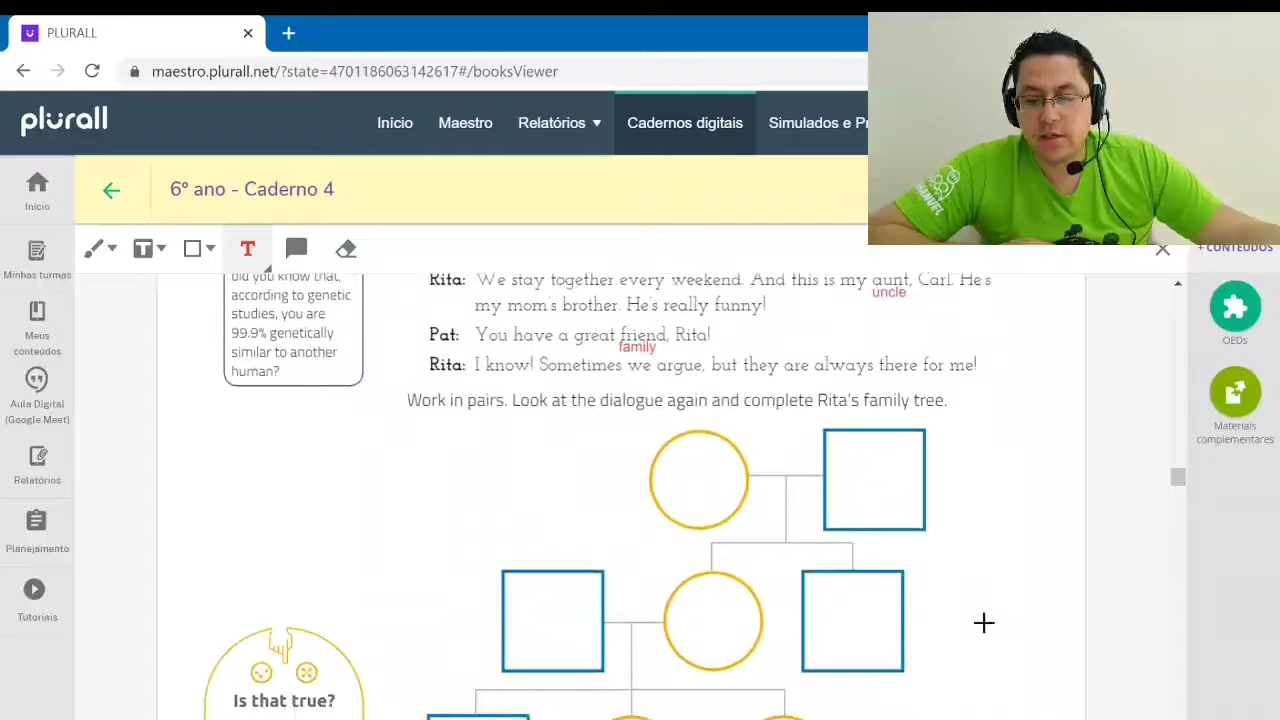 PLURALL
maestro.plurall.net/?state=4701186063142617#/booksViewer
plurall
Início
Maestro
Relatórios
Cadernos digitais
Simulados e Pr
6º ano - Caderno 4
Início
Minhas turmas
Meus
conteúdos
Aula Digital
(Google Meet)
Relatórios
Planejamento
Tutoriais
did you know that,
according to genetic
studies, you are
99.9% genetically
similar to another
human?
Rita: We stay together every weekend. And this is my aunt, Carl. He's
uncle
my mom's brother. He's really funny!
Pat: You have a great friend, Rita!
family
Rita: I know! Sometimes we argue, but they are always there for me!
Work in pairs. Look at the dialogue again and complete Rita's family tree.
Is that true?
+ CONTEÚDOS
OEDs
Materiais
complementares
MANUEL